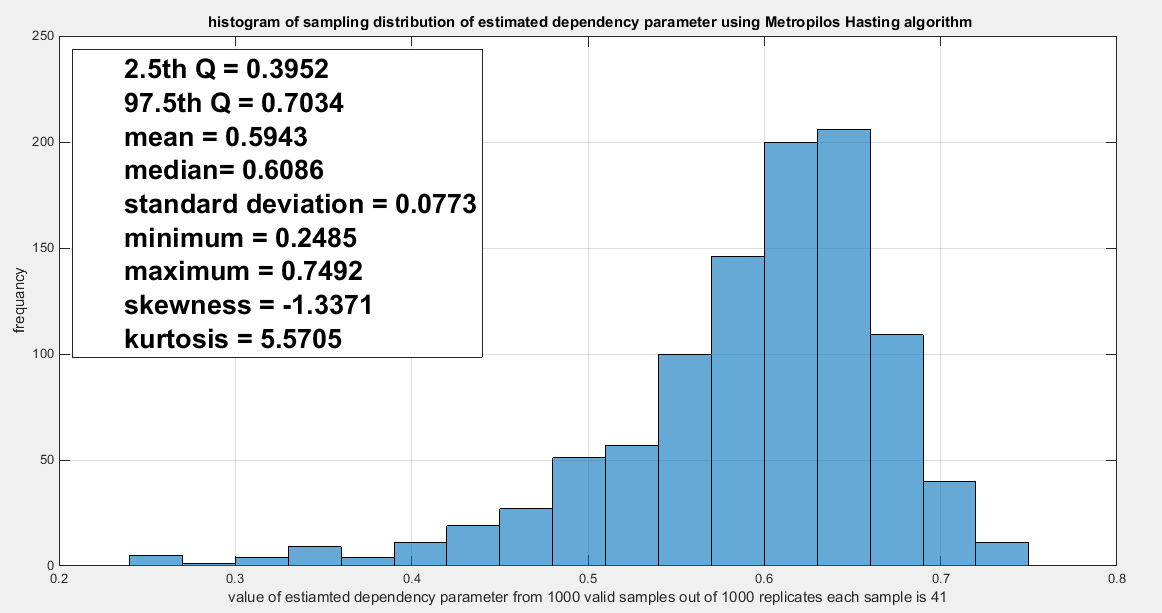 histogram of sampling distribution of estimated dependency parameter using Metropilos Hasting algorithm
250
200
150
100
50
0
frequancy
2.5th Q = 0.3952
97.5th Q = 0.7034
mean = 0.5943
median= 0.6086
standard deviation = 0.0773
minimum = 0.2485
maximum = 0.7492
skewness = -1.3371
kurtosis = 5.5705
0.2 0.3 0.4 0.5 0.6 0.7 0.8
value of estiamted dependency parameter from 1000 valid samples out of 1000 replicates each sample is 41